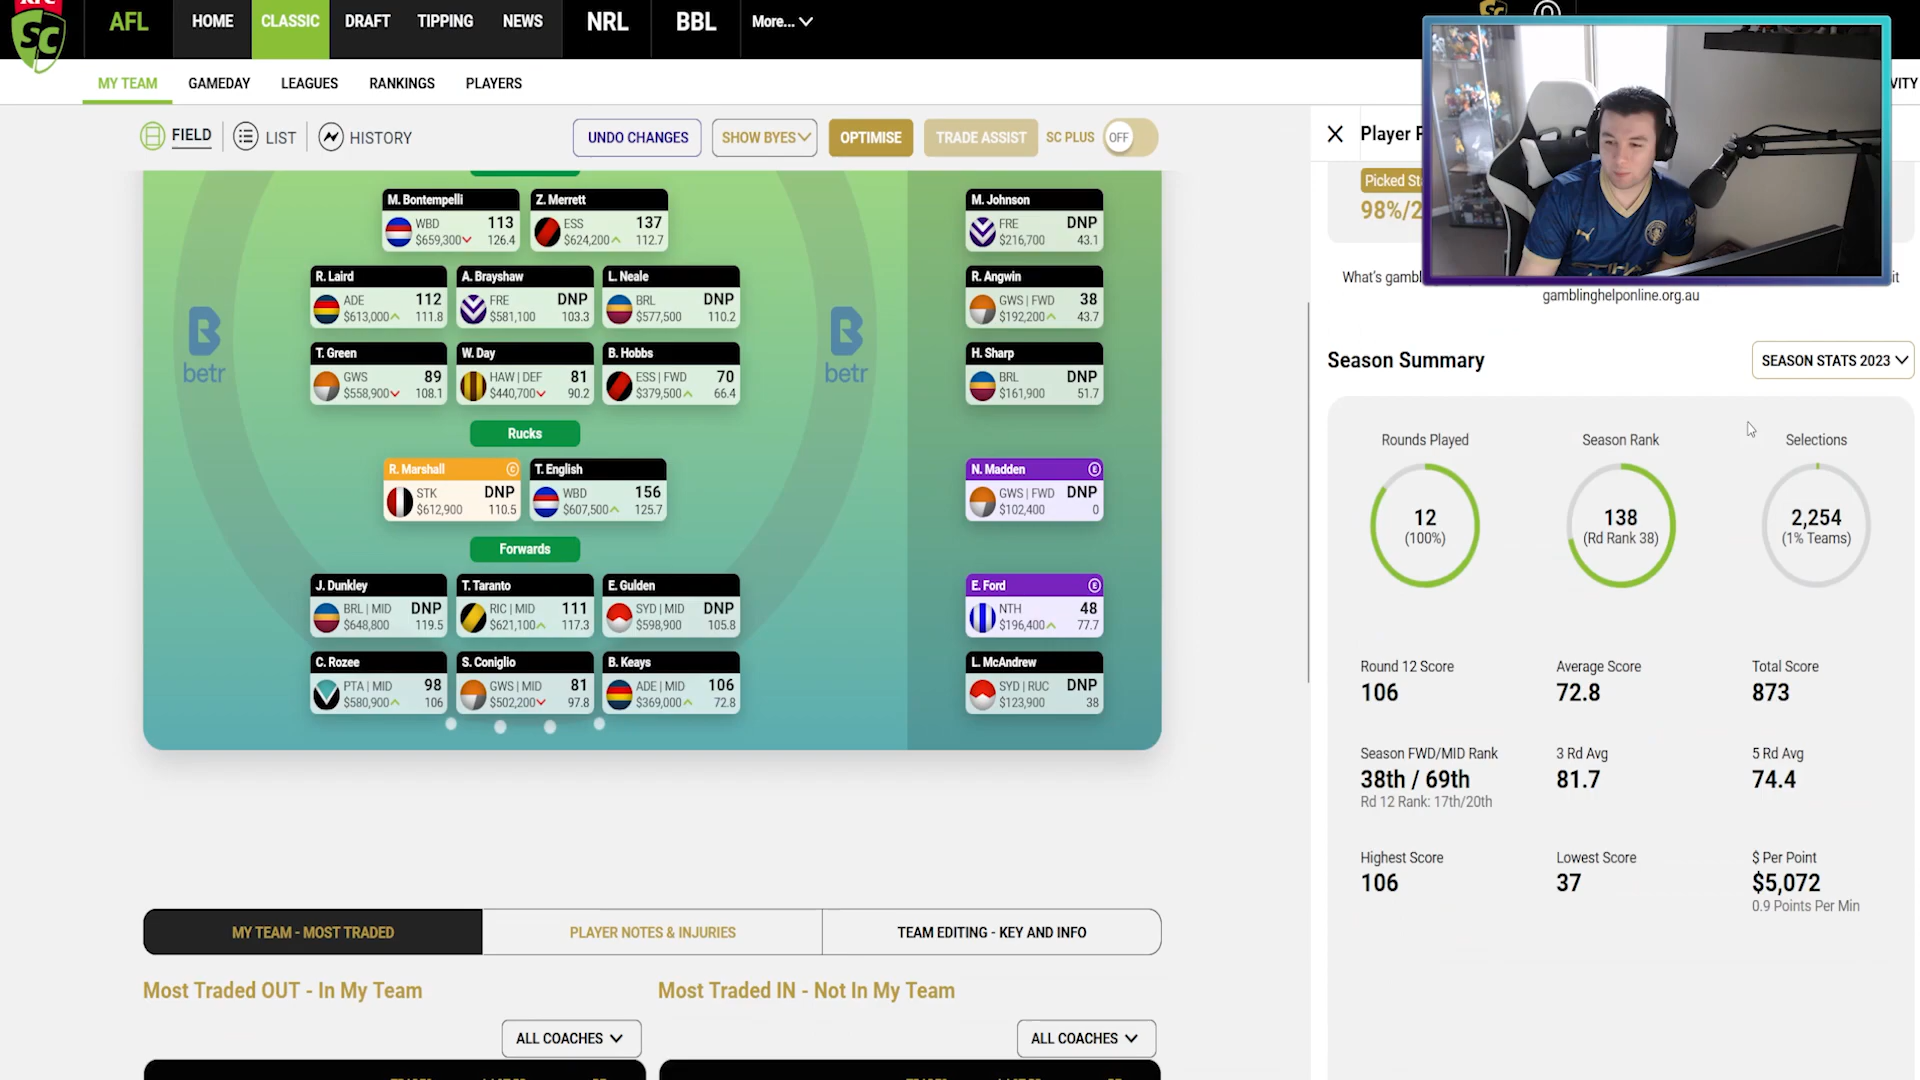 KFC
SC
AFL
HOME
CLASSIC
DRAFT
TIPPING
NEWS
NRL
BBL
More...
SC
MY TEAM
GAMEDAY
LEAGUES
RANKINGS
PLAYERS
VITY
FIELD
LIST
HISTORY
UNDO CHANGES
SHOW BYES
OPTIMISE
TRADE ASSIST
SC PLUS
OFF
M. Bontempelli
WBD 113
$659,300 126.4
Z. Merrett
ESS 137
$624,200 112.7
M. Johnson
FRE DNP
$216,700 43.1
R. Laird
ADE 112
$613,000 111.8
A. Brayshaw
FRE DNP
$581,100 103.3
L. Neale
BRL DNP
$577,500 110.2
R. Angwin
GWS | FWD 38
$192,200 43.7
betr
betr
T. Green
GWS 89
$558,900 108.1
W. Day
HAW | DEF 81
$440,700 90.2
B. Hobbs
ESS | FWD 70
$379,500 66.4
H. Sharp
BRL DNP
$161,900 51.7
Rucks
R. Marshall C
STK DNP
$612,900 110.5
T. English
WBD 156
$607,500 125.7
N. Madden E
GWS | FWD DNP
$102,400 0
Forwards
J. Dunkley
BRL | MID DNP
$648,800 119.5
T. Taranto
RIC | MID 111
$621,100 117.3
E. Gulden
SYD | MID DNP
$598,900 105.8
E. Ford E
NTH 48
$196,400 77.7
C. Rozee
PTA | MID 98
$580,900 106
S. Coniglio
GWS | MID 81
$502,200 97.8
B. Keays
ADE | MID 106
$369,000 72.8
L. McAndrew
SYD | RUC DNP
$123,900 38
MY TEAM - MOST TRADED
PLAYER NOTES & INJURIES
TEAM EDITING - KEY AND INFO
Most Traded OUT - In My Team
Most Traded IN - Not In My Team
ALL COACHES
ALL COACHES
Player
Picked
98%/2
What's
gamblinghelponline.org.au
Season Summary
SEASON STATS 2023
Rounds Played
Season Rank
Selections
12
(100%)
138
(Rd Rank 38)
2,254
(1% Teams)
Round 12 Score
106
Average Score
72.8
Total Score
873
Season FWD/MID Rank
38th / 69th
Rd 12 Rank: 17th/20th
3 Rd Avg
81.7
5 Rd Avg
74.4
Highest Score
106
Lowest Score
37
$ Per Point
$5,072
0.9 Points Per Min